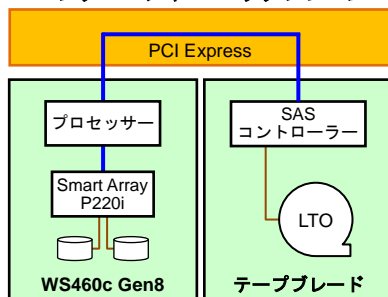 PCI Express
プロセッサー
SAS
コントローラー
Smart Array
P220i
LTO
WS460c Gen8
テープブレード